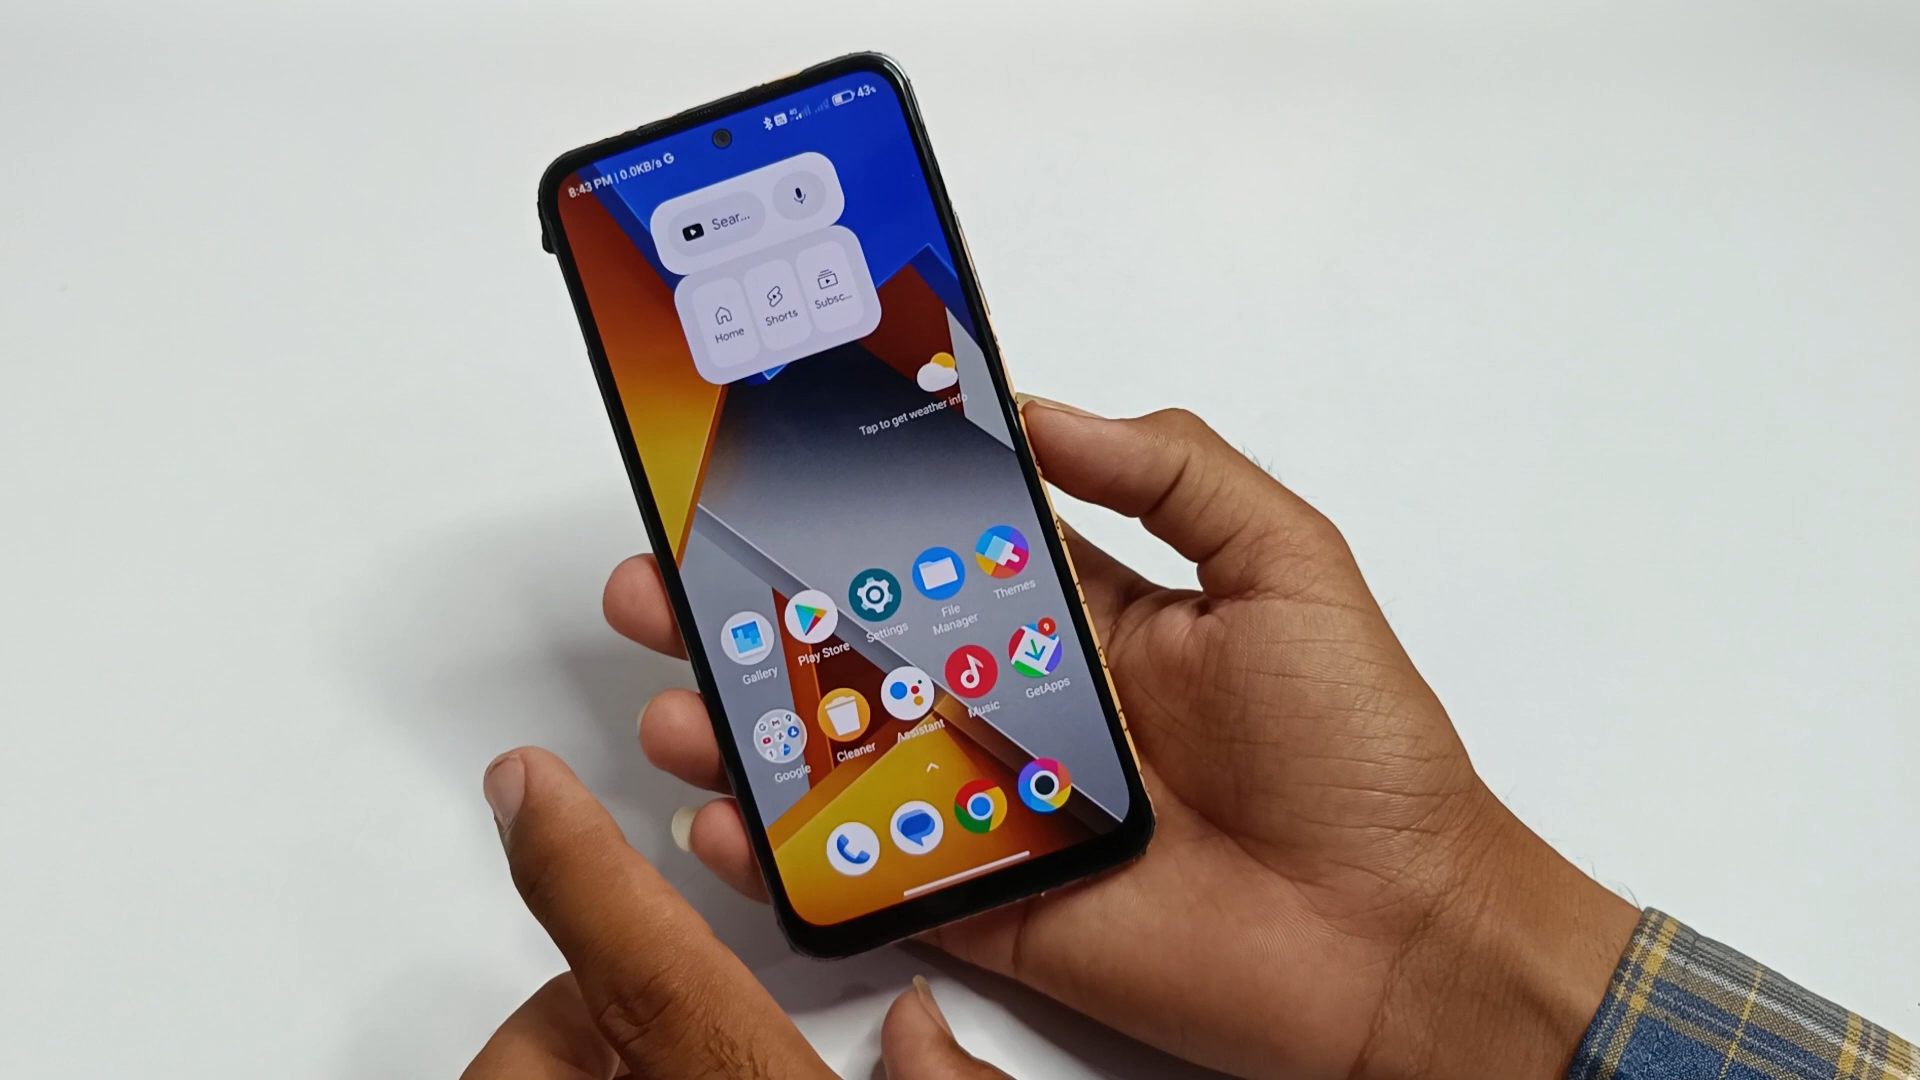 8:43 PM | 0.0KB/s G
43%
Sear...
Home
Shorts
Subsc...
Tap to get weather info
Gallery
Play Store
Settings
File
Manager
Themes
Google
Cleaner
Assistant
Music
GetApps
9